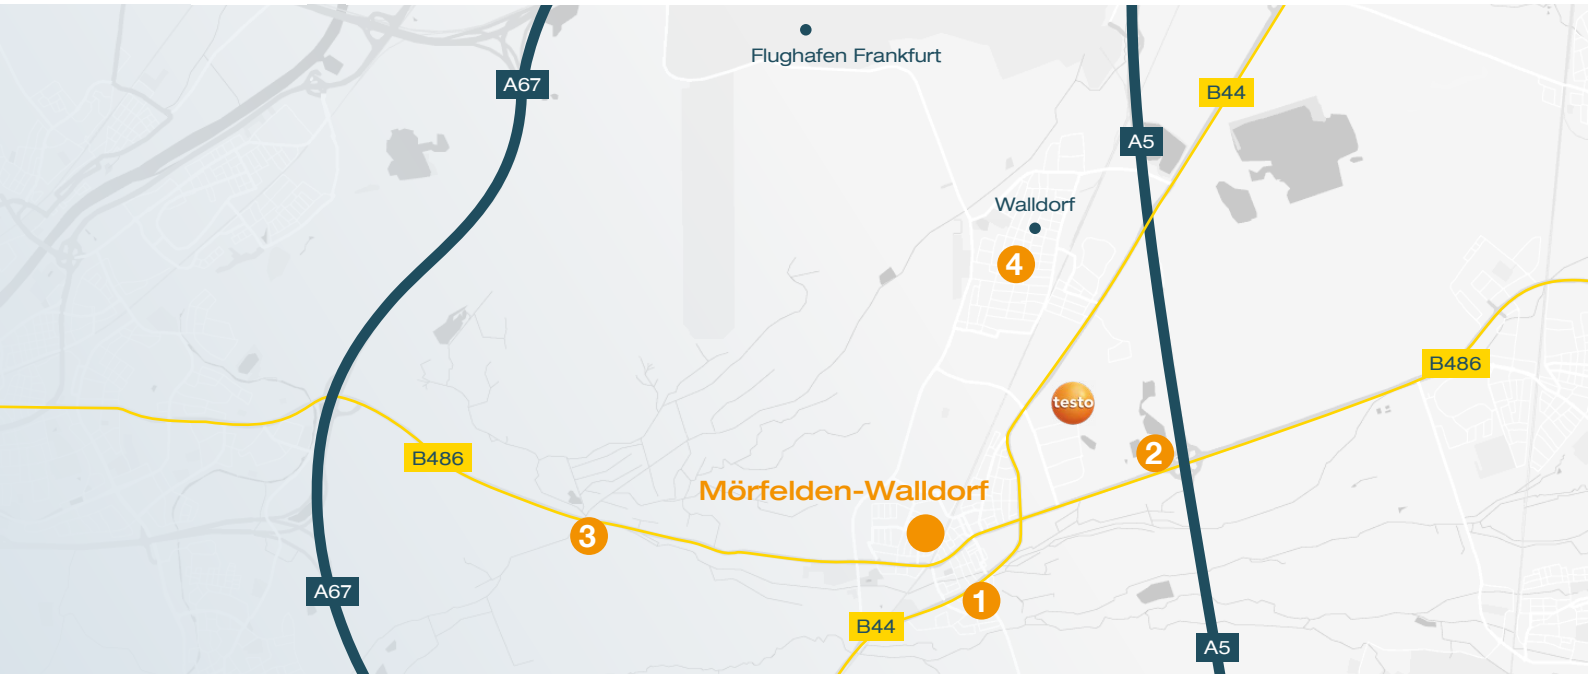 Flughafen Frankfurt
A67
B44
A5
Walldorf
4
B486
testo
B486
2
Mörfelden-Walldorf
3
A67
1
B44
A5